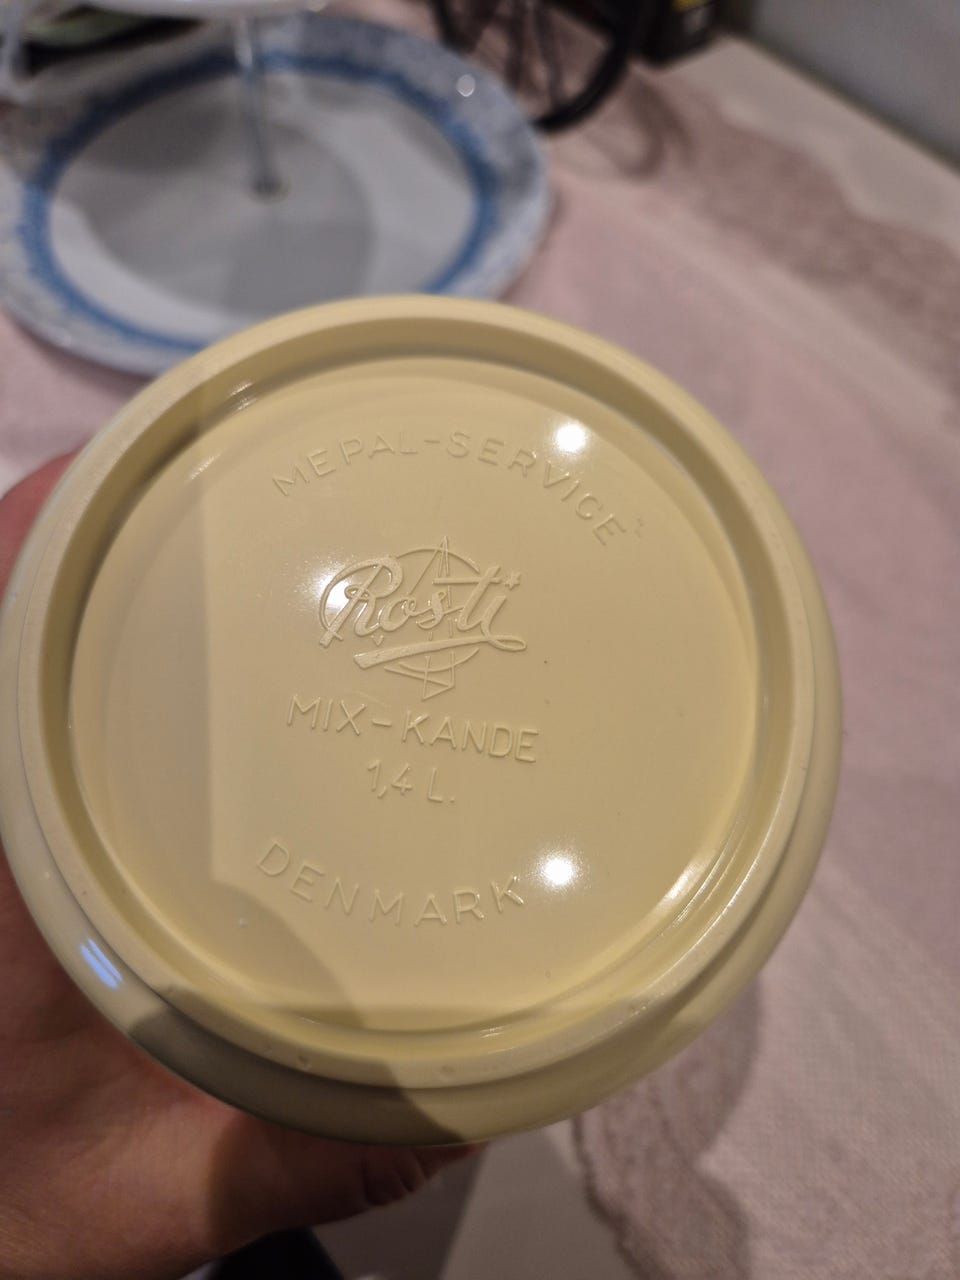 MEPAL-SERVICE
Rosti
MIX-KANDE
1,4 L.
DENMARK